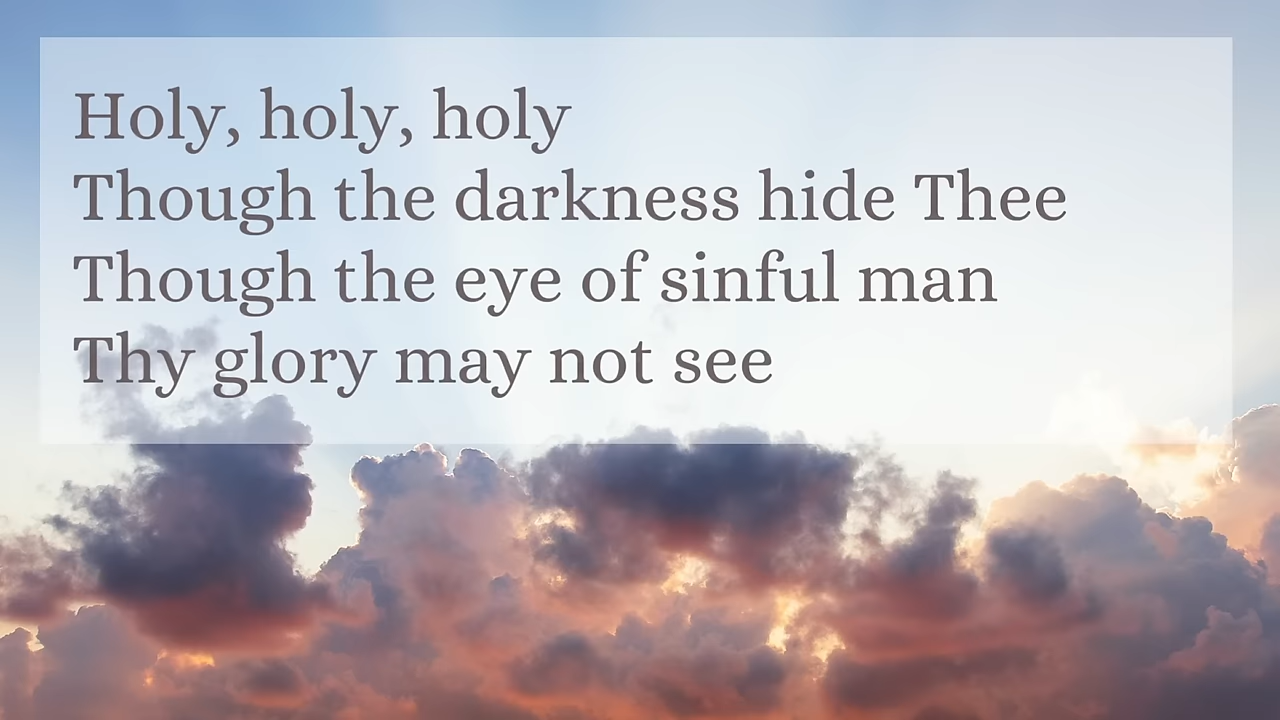 Holy, holy, holy
Though the darkness hide Thee
Though the eye of sinful man
Thy glory may not see